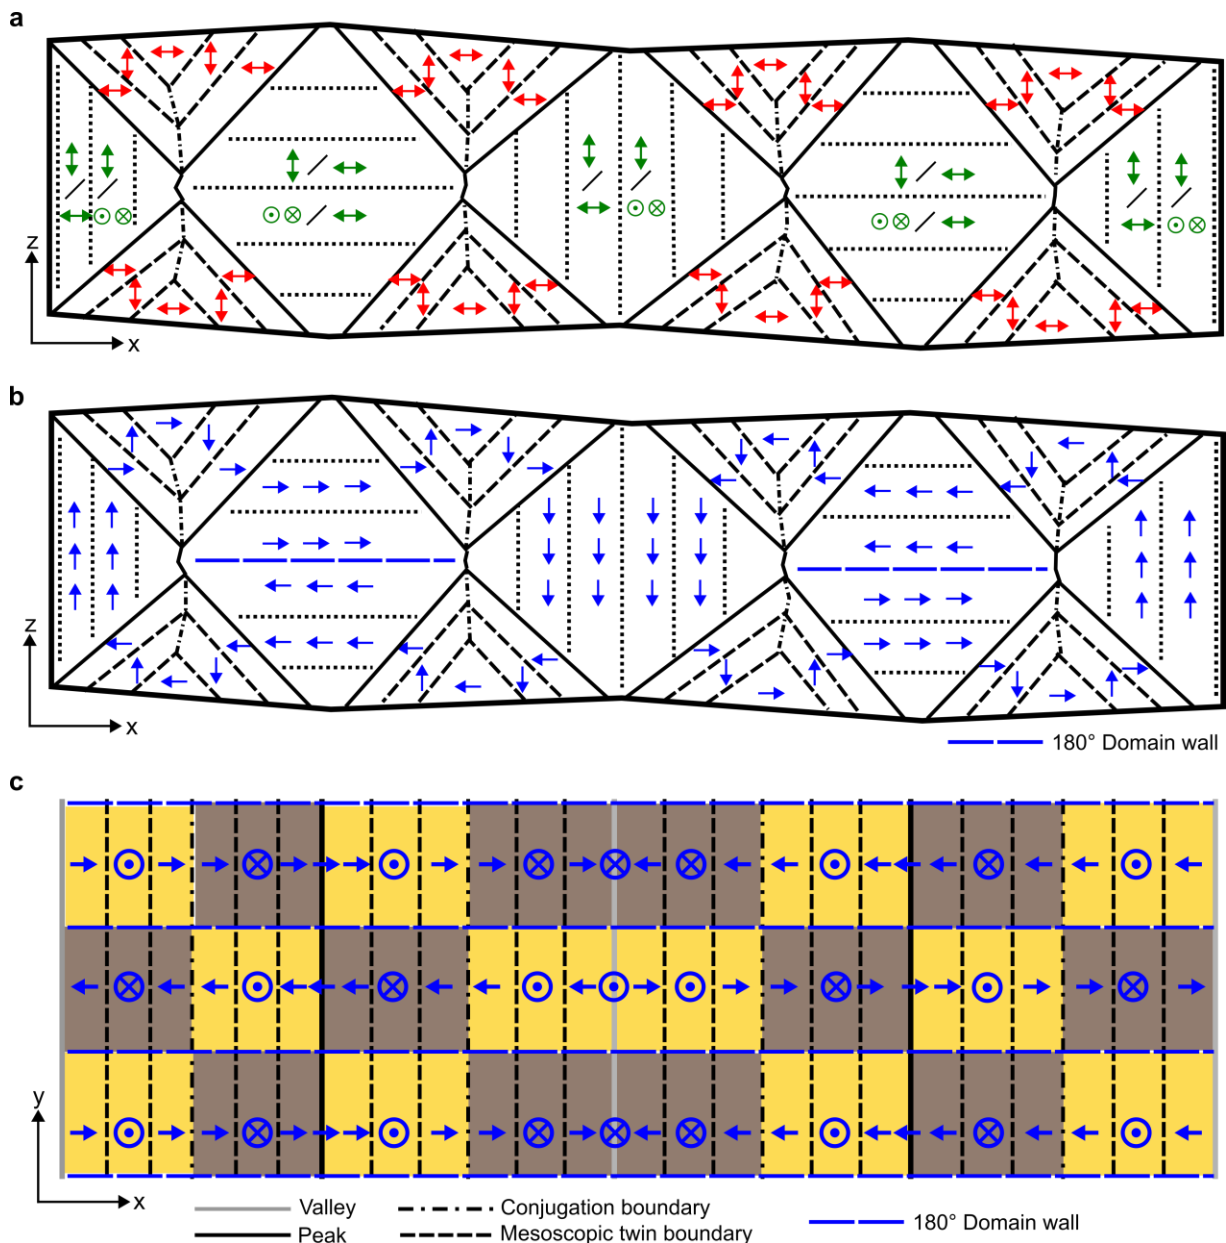 a
z
x
b
z
x
180° Domain wall
c
y
x
Valley
Conjugation boundary
180° Domain wall
Peak
Mesoscopic twin boundary